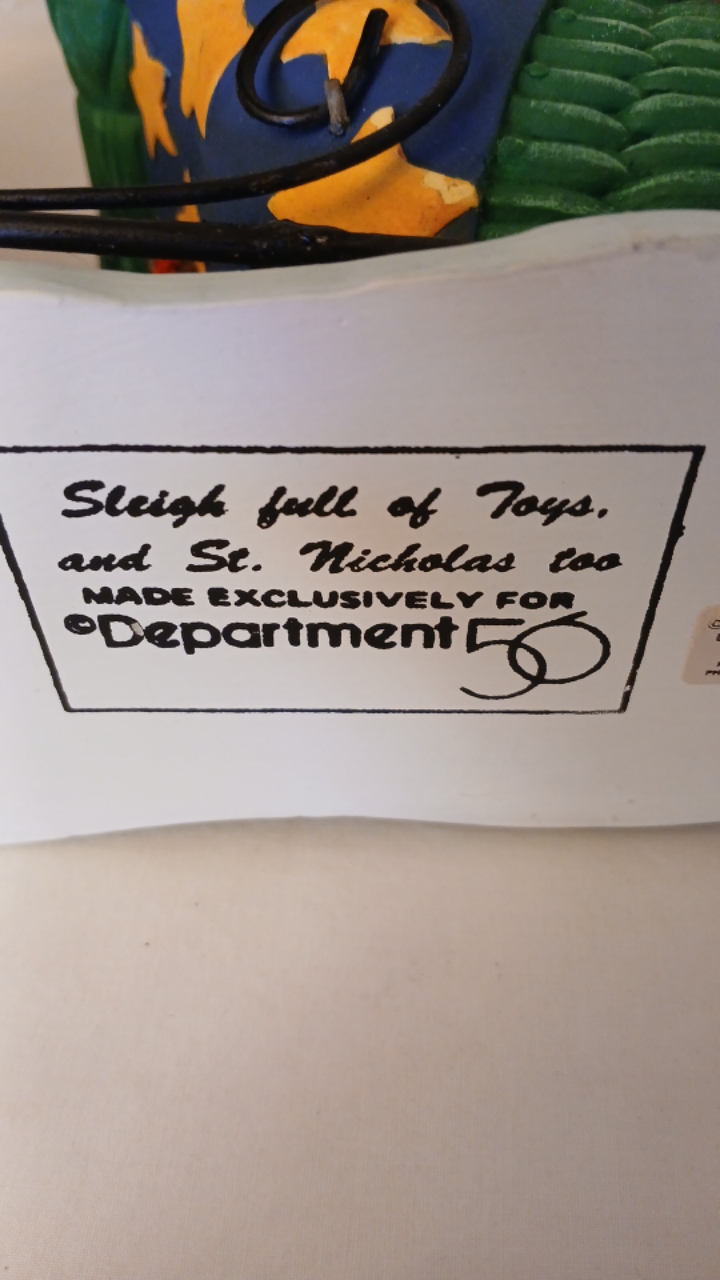 Sleigh full of Toys,
and St. Nicholas too
MADE EXCLUSIVELY FOR
©Department 56